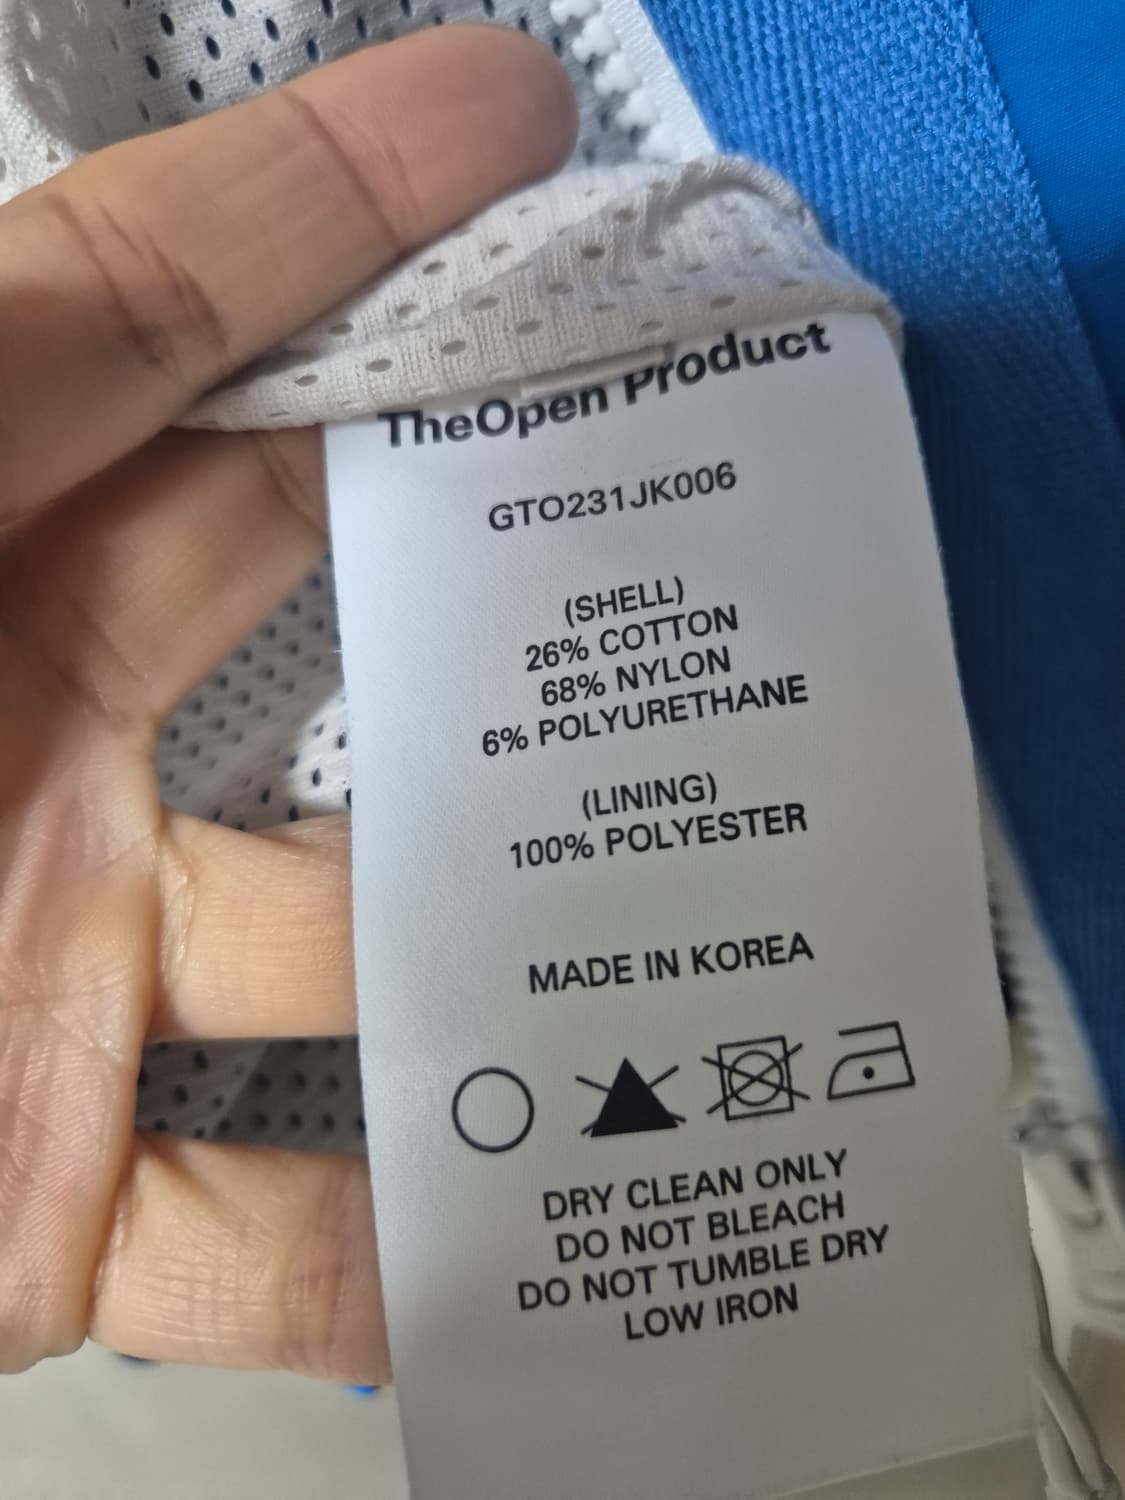 TheOpen Product
GTO231JK006
(SHELL)
26% COTTON
68% NYLON
6% POLYURETHANE
(LINING)
100% POLYESTER
MADE IN KOREA
DRY CLEAN ONLY
DO NOT BLEACH
DO NOT TUMBLE DRY
LOW IRON